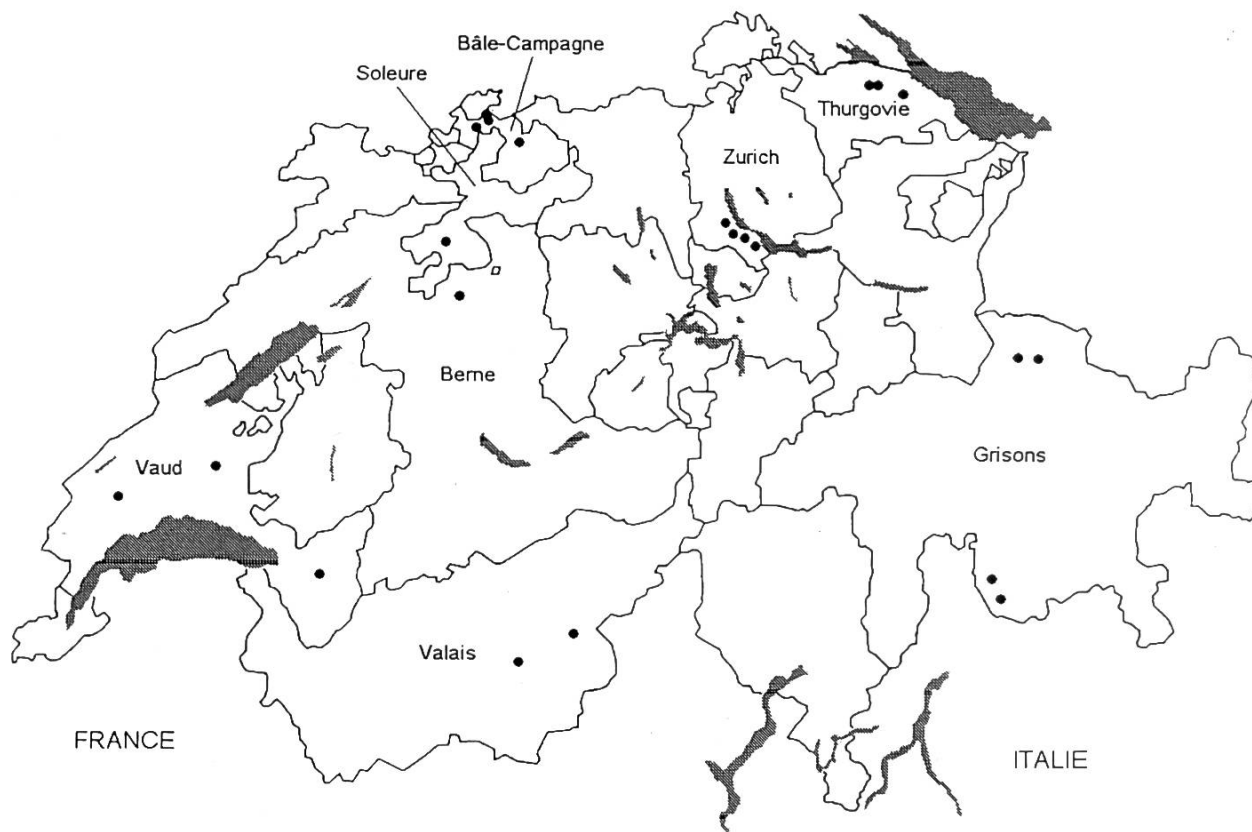 Bâle-Campagne
Soleure
Thurgovie
Zurich
Berne
Vaud
Grisons
Valais
FRANCE
ITALIE